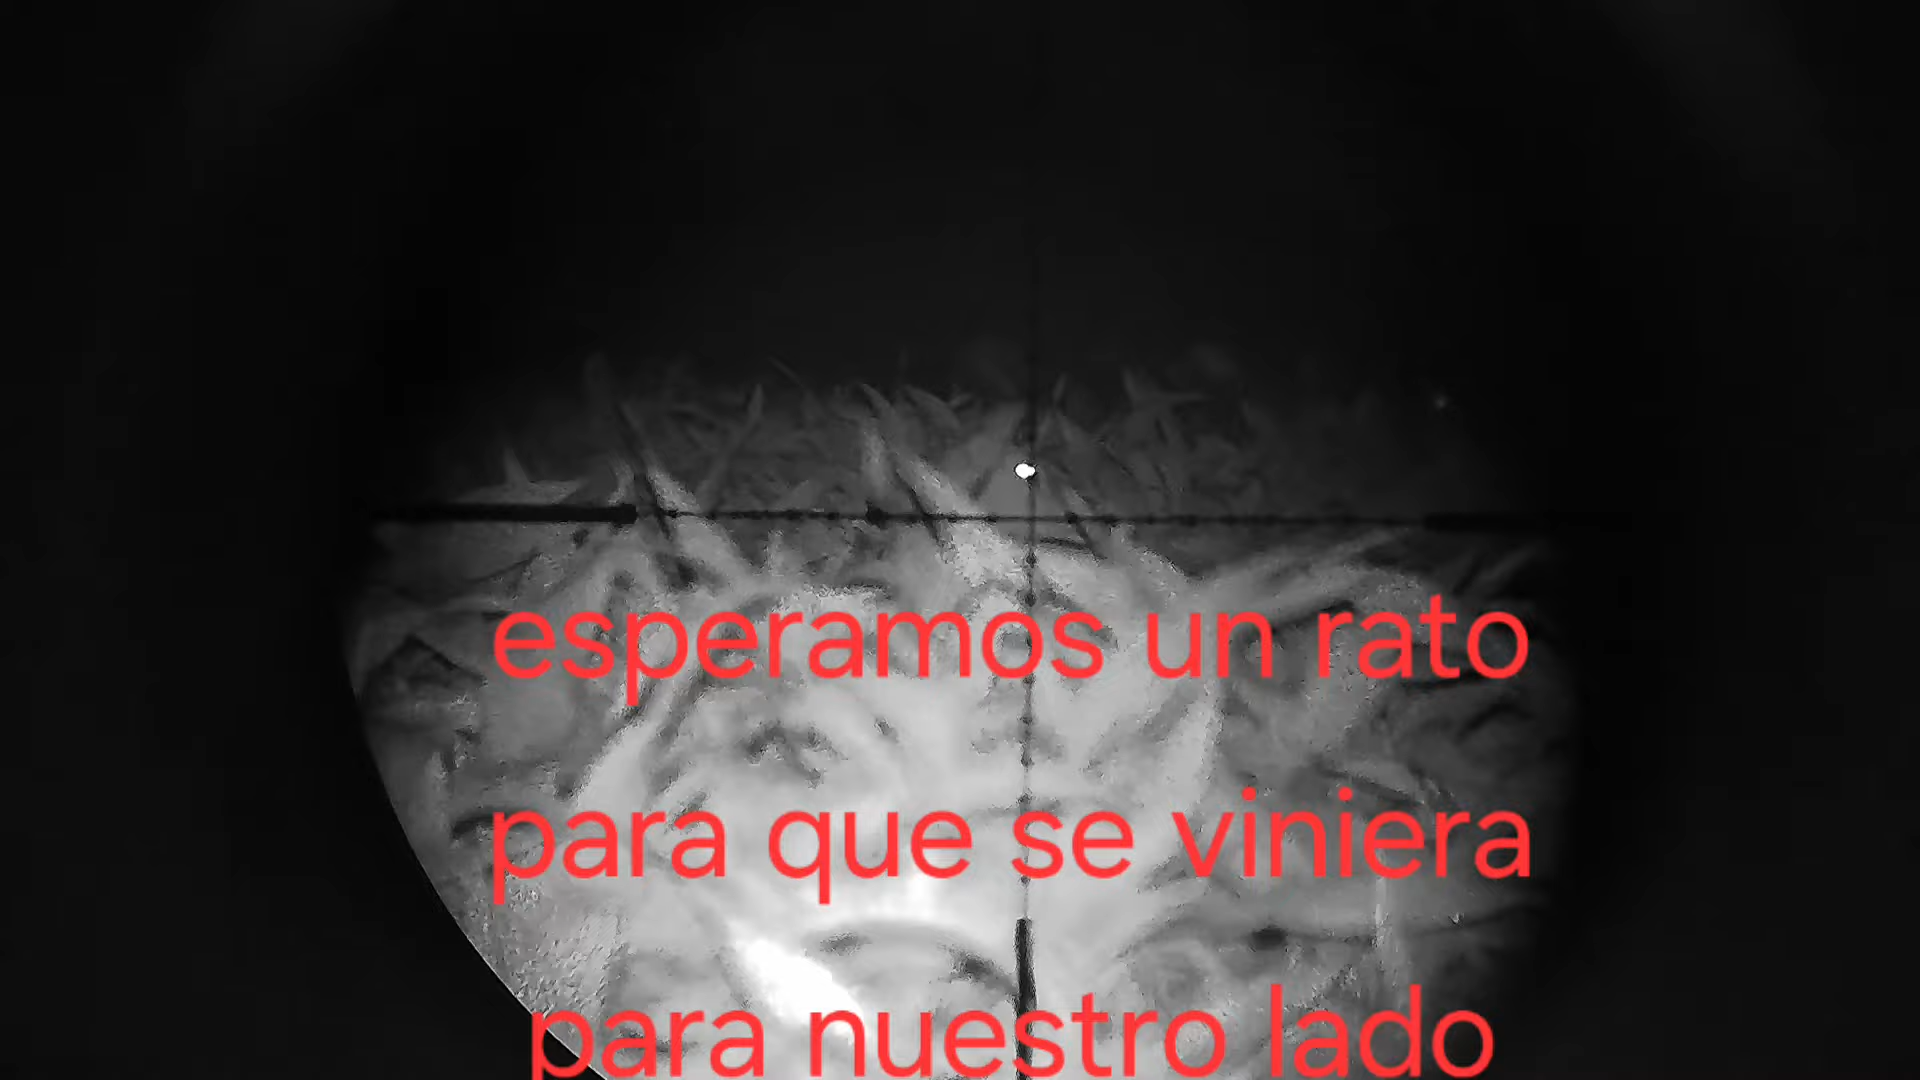 esperamos un rato
para que se viniera
para nuestro lado